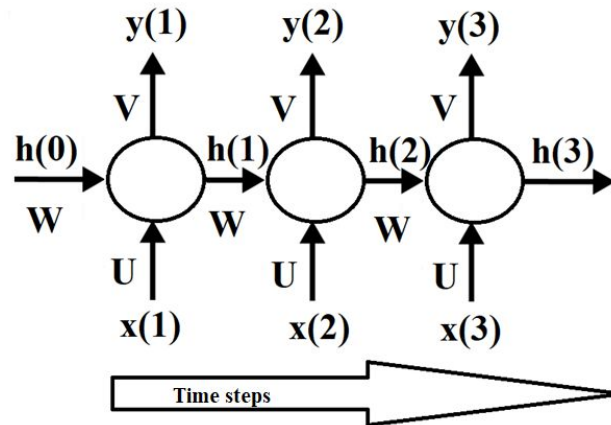 y(1) y(2) y(3)
V V V
h(0) h(1) h(2) h(3)
W W W
U U U
x(1) x(2) x(3)
Time steps